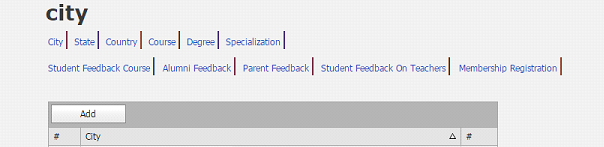 city
City State Country Course Degree Specialization
Student Feedback Course Alumni Feedback Parent Feedback Student Feedback On Teachers Membership Registration
Add
# City #